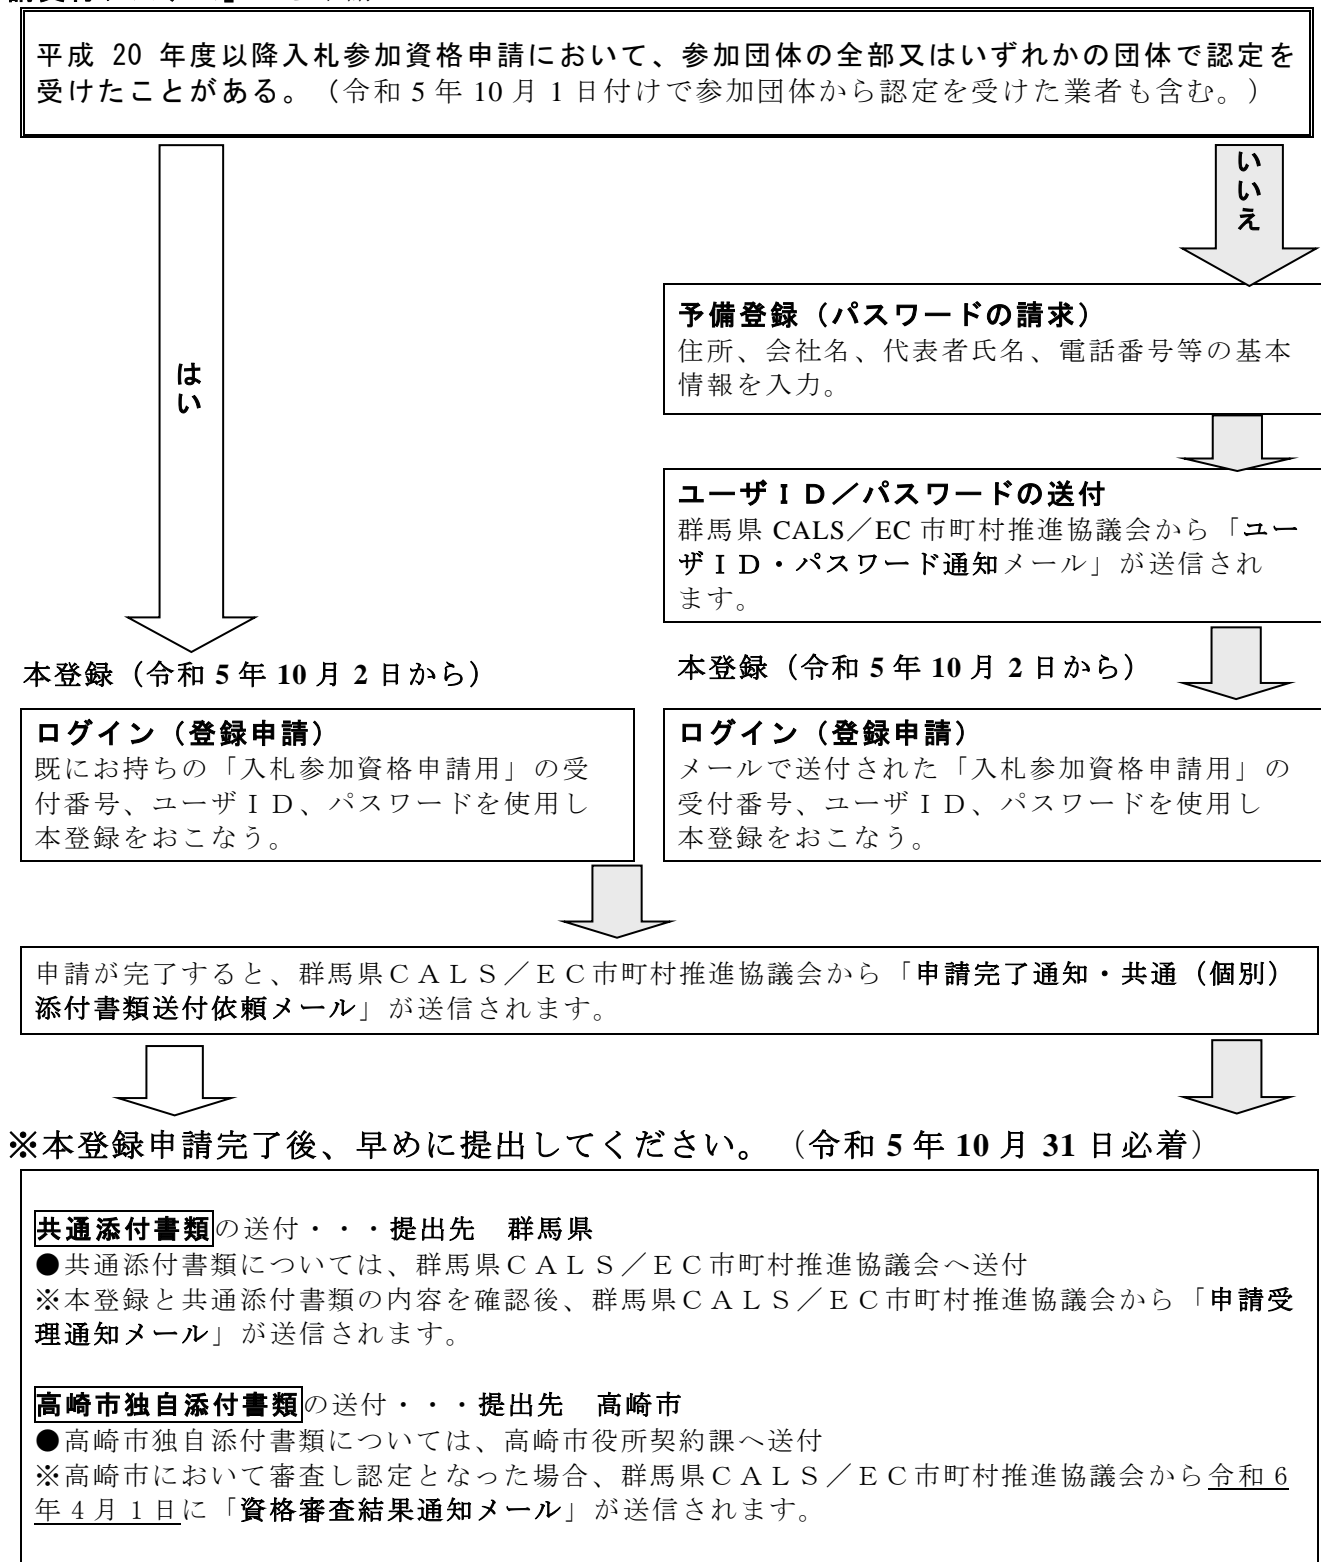 平成 20 年度以降入札参加資格申請において、参加団体の全部又はいずれかの団体で認定を
受けたことがある。（令和 5 年 10 月 1 日付けで参加団体から認定を受けた業者も含む。）
いいえ
はい
予備登録（パスワードの請求）
住所、会社名、代表者氏名、電話番号等の基本
情報を入力。
ユーザＩＤ／パスワードの送付
群馬県 CALS／EC 市町村推進協議会から「ユー
ザＩＤ・パスワード通知メール」が送信され
ます。
本登録（令和 5 年 10 月 2 日から）
ログイン（登録申請）
既にお持ちの「入札参加資格申請用」の受
付番号、ユーザＩＤ、パスワードを使用し
本登録をおこなう。
本登録（令和 5 年 10 月 2 日から）
ログイン（登録申請）
メールで送付された「入札参加資格申請用」の
受付番号、ユーザＩＤ、パスワードを使用し
本登録をおこなう。
申請が完了すると、群馬県ＣＡＬＳ／ＥＣ市町村推進協議会から「申請完了通知・共通（個別）
添付書類送付依頼メール」が送信されます。
※本登録申請完了後、早めに提出してください。（令和 5 年 10 月 31 日必着）
共通添付書類の送付・・・提出先　群馬県
●共通添付書類については、群馬県ＣＡＬＳ／ＥＣ市町村推進協議会へ送付
※本登録と共通添付書類の内容を確認後、群馬県ＣＡＬＳ／ＥＣ市町村推進協議会から「申請受
理通知メール」が送信されます。
高崎市独自添付書類の送付・・・提出先　高崎市
●高崎市独自添付書類については、高崎市役所契約課へ送付
※高崎市において審査し認定となった場合、群馬県ＣＡＬＳ／ＥＣ市町村推進協議会から令和６
年４月１日に「資格審査結果通知メール」が送信されます。